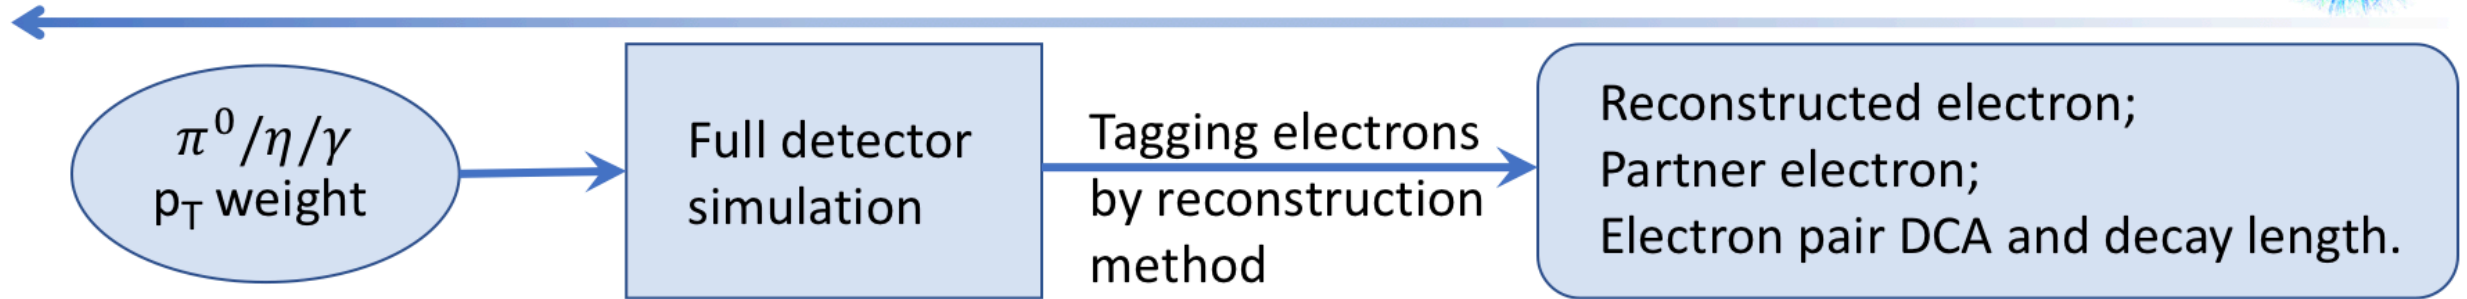 π⁰/η/γ
p_T weight
Full detector
simulation
Tagging electrons
by reconstruction
method
Reconstructed electron;
Partner electron;
Electron pair DCA and decay length.